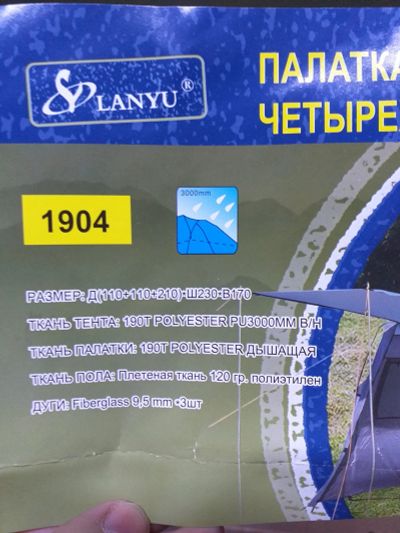 LANYU®
ПАЛАТКА
ЧЕТЫРЕ
3000mm
1904
РАЗМЕР: Д(110+110+210)•Ш230•В170
ТКАНЬ ТЕНТА: 190T POLYESTER PU3000MM В/Н
ТКАНЬ ПАЛАТКИ: 190T POLYESTER ДЫШАЩАЯ
ТКАНЬ ПОЛА: Плетеная ткань 120 гр. полиэтилен
ДУГИ: Fiberglass 9,5 mm •3шт